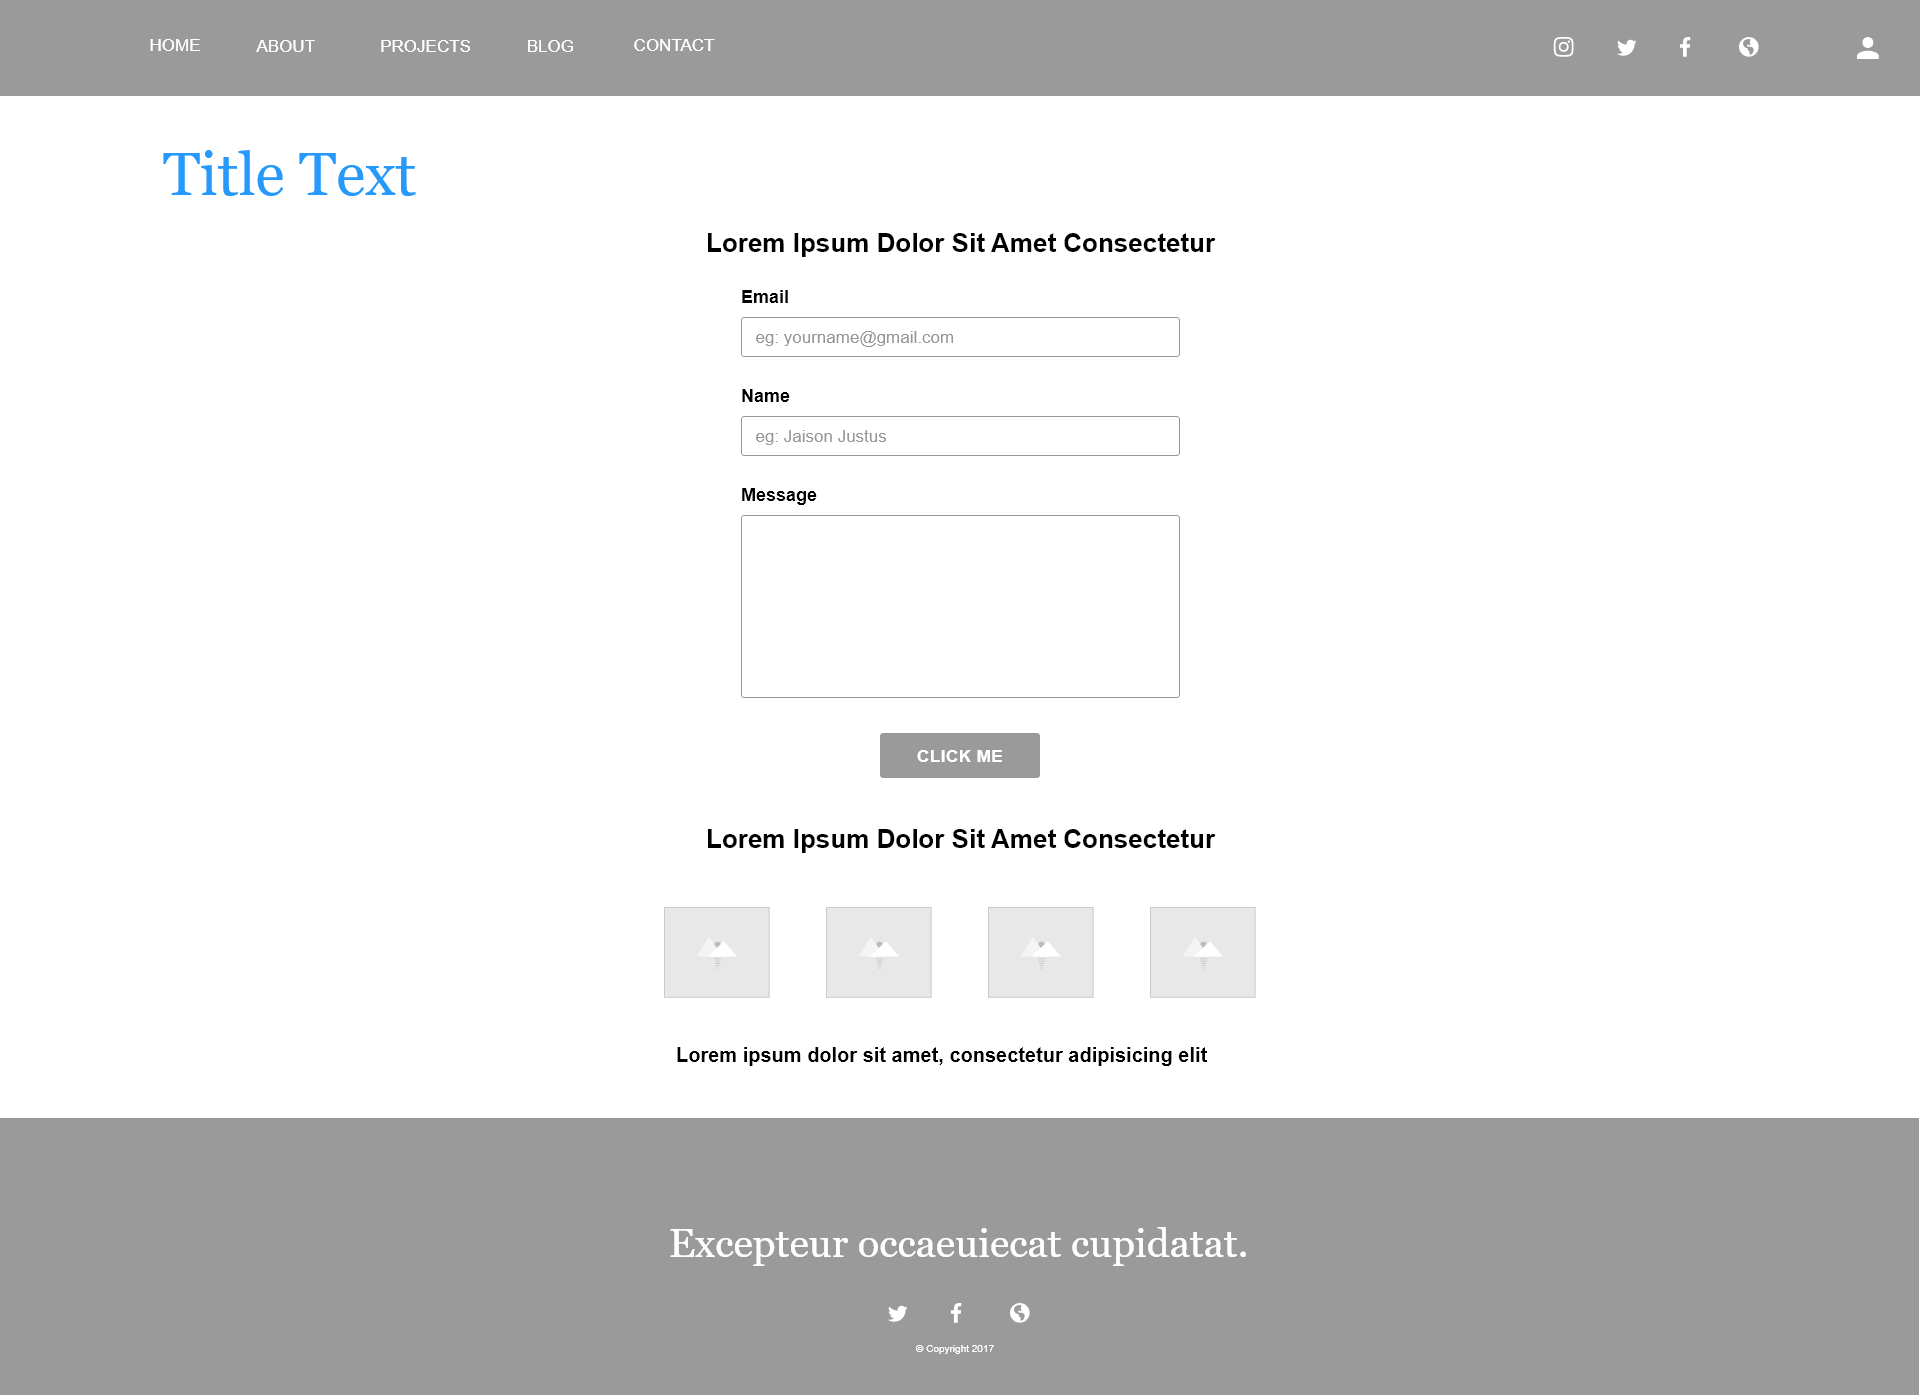 HOME ABOUT PROJECTS BLOG CONTACT
Title Text
Lorem Ipsum Dolor Sit Amet Consectetur
Email
eg: yourname@gmail.com
Name
eg: Jaison Justus
Message
CLICK ME
Lorem Ipsum Dolor Sit Amet Consectetur
Lorem ipsum dolor sit amet, consectetur adipisicing elit
Excepteur occaeuiecat cupidatat.
© Copyright 2017